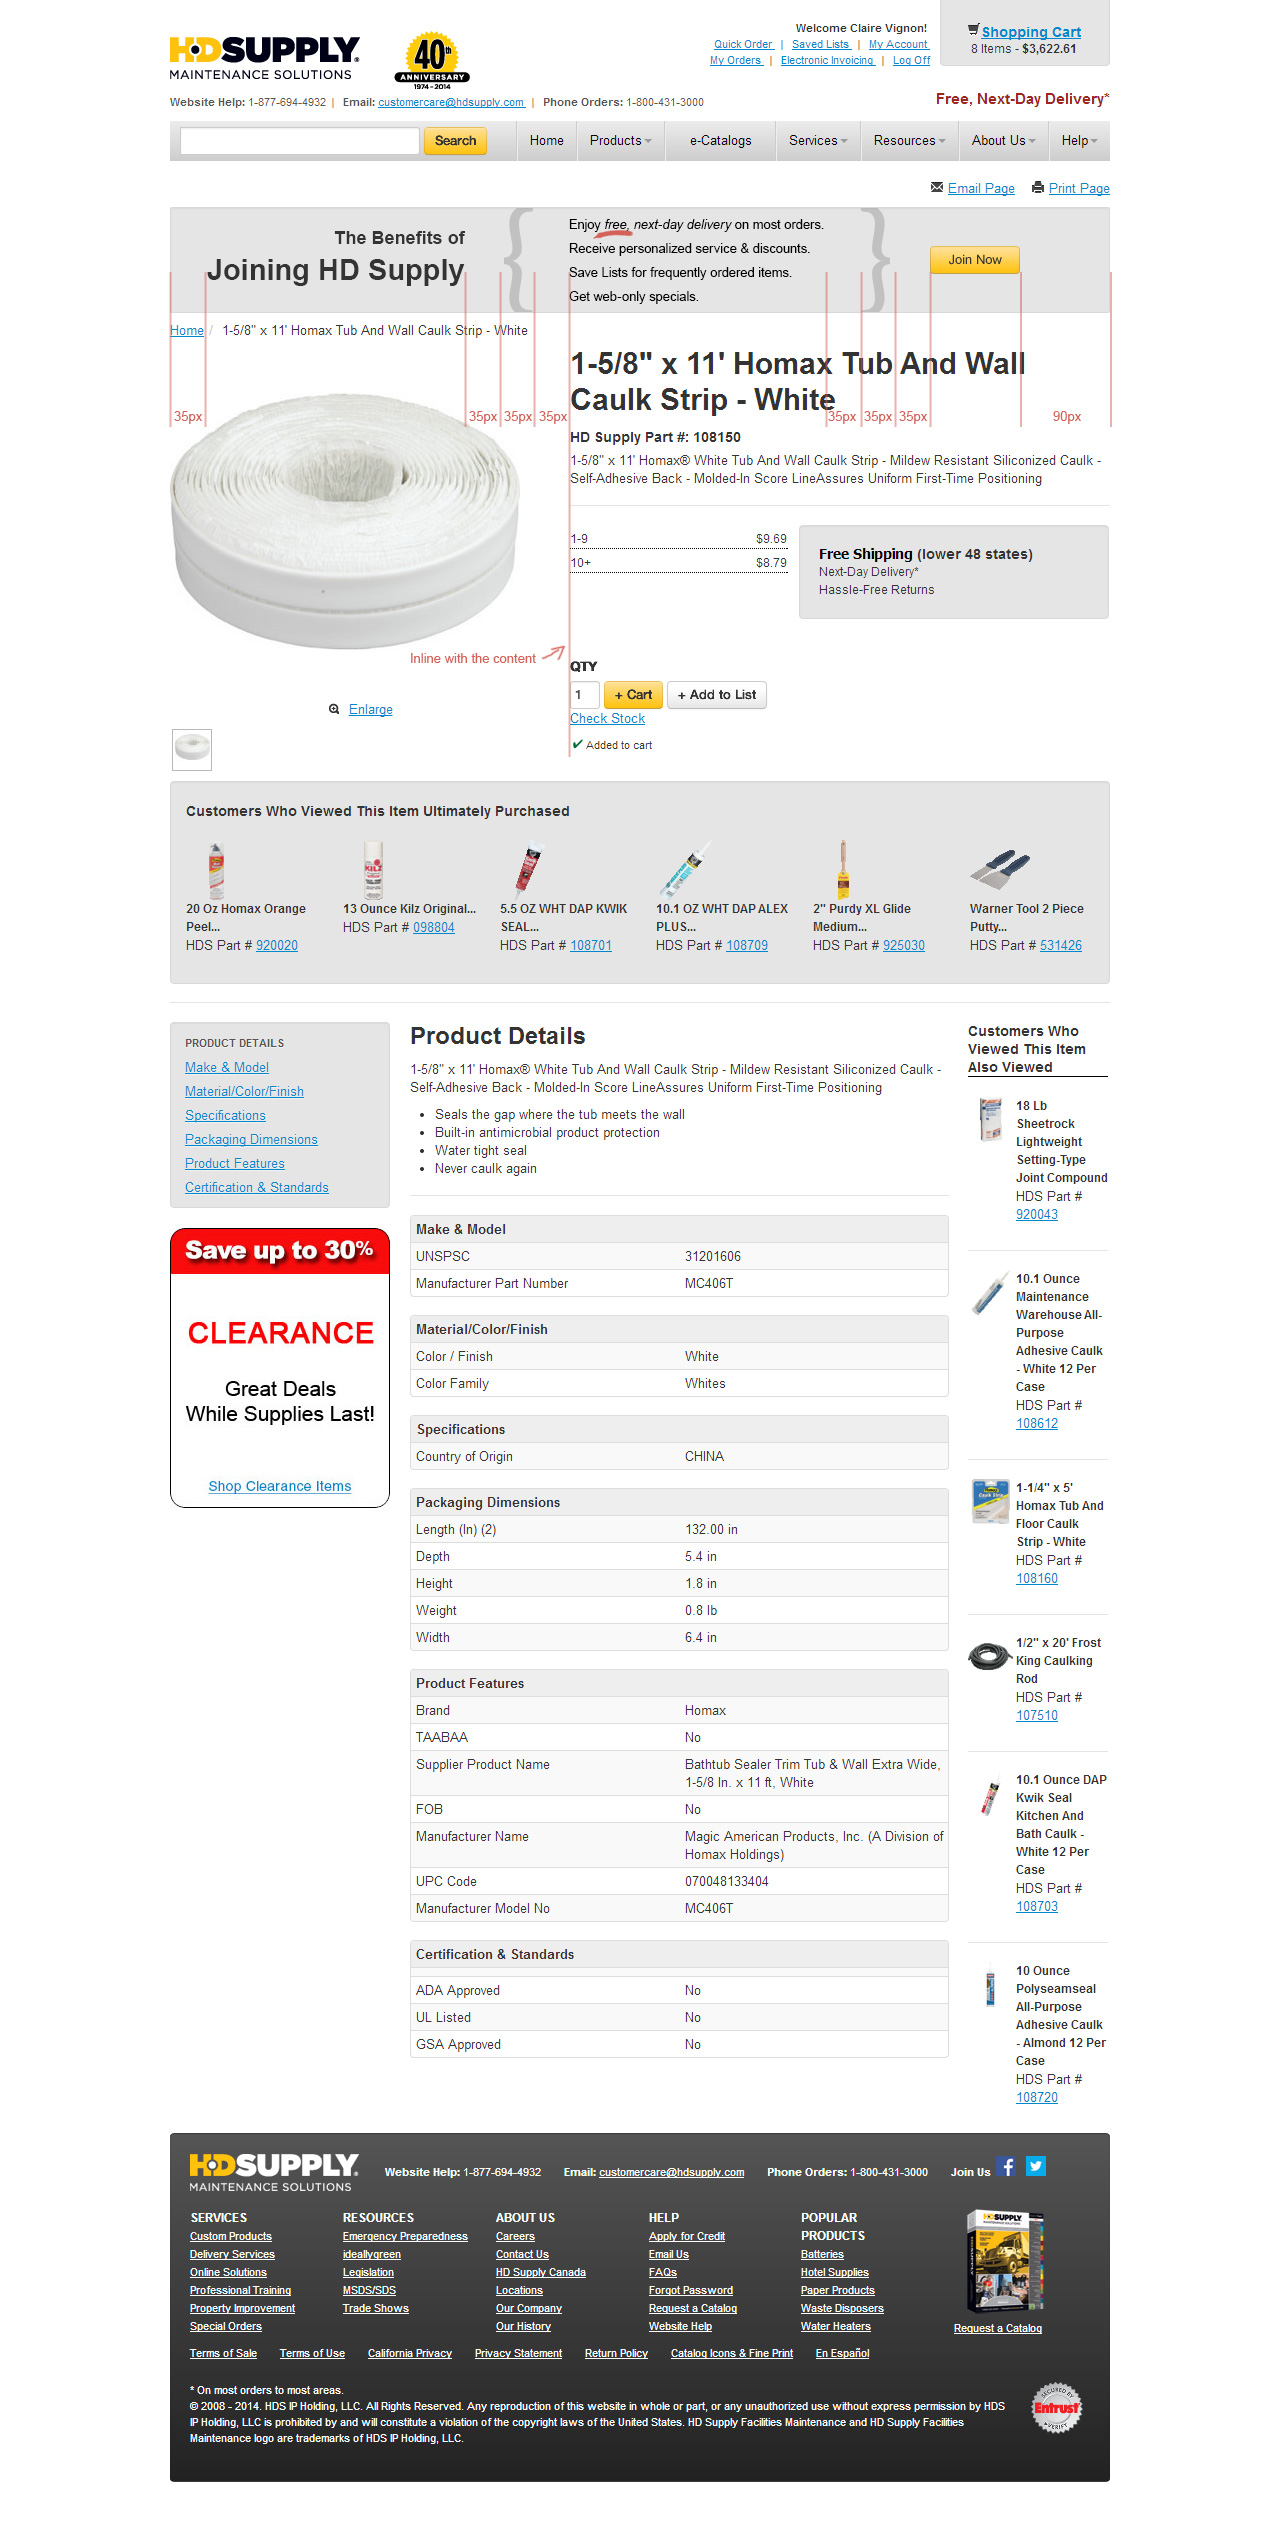 HDSUPPLY.
MAINTENANCE SOLUTIONS
40th
ANNIVERSARY
1974 - 2014
Welcome Claire Vignon!
Quick Order | Saved Lists | My Account
My Orders | Electronic Invoicing | Log Off
Shopping Cart
8 Items - $3,622.61
Website Help: 1-877-694-4932 | Email: customercare@hdsupply.com | Phone Orders: 1-800-431-3000
Free, Next-Day Delivery*
Search
Home
Products
e-Catalogs
Services
Resources
About Us
Help
Email Page
Print Page
The Benefits of
Joining HD Supply
Enjoy free, next-day delivery on most orders.
Receive personalized service & discounts.
Save Lists for frequently ordered items.
Get web-only specials.
Join Now
Home / 1-5/8" x 11' Homax Tub And Wall Caulk Strip - White
1-5/8" x 11' Homax Tub And Wall
Caulk Strip - White
35px
35px
35px
35px
35px
35px
35px
90px
HD Supply Part #: 108150
1-5/8" x 11' Homax® White Tub And Wall Caulk Strip - Mildew Resistant Siliconized Caulk -
Self-Adhesive Back - Molded-In Score LineAssures Uniform First-Time Positioning
1-9 $9.69
10+ $8.79
Free Shipping (lower 48 states)
Next-Day Delivery*
Hassle-Free Returns
Inline with the content
QTY
1
+ Cart
+ Add to List
Check Stock
Added to cart
Enlarge
Customers Who Viewed This Item Ultimately Purchased
20 Oz Homax Orange
Peel...
HDS Part # 920020
13 Ounce Kilz Original...
HDS Part # 098804
5.5 OZ WHT DAP KWIK
SEAL...
HDS Part # 108701
10.1 OZ WHT DAP ALEX
PLUS...
HDS Part # 108709
2" Purdy XL Glide
Medium...
HDS Part # 925030
Warner Tool 2 Piece
Putty...
HDS Part # 531426
PRODUCT DETAILS
Make & Model
Material/Color/Finish
Specifications
Packaging Dimensions
Product Features
Certification & Standards
Save up to 30%
CLEARANCE
Great Deals
While Supplies Last!
Shop Clearance Items
Product Details
1-5/8" x 11' Homax® White Tub And Wall Caulk Strip - Mildew Resistant Siliconized Caulk -
Self-Adhesive Back - Molded-In Score LineAssures Uniform First-Time Positioning
• Seals the gap where the tub meets the wall
• Built-in antimicrobial product protection
• Water tight seal
• Never caulk again
Make & Model
UNSPSC 31201606
Manufacturer Part Number MC406T
Material/Color/Finish
Color / Finish White
Color Family Whites
Specifications
Country of Origin CHINA
Packaging Dimensions
Length (In) (2) 132.00 in
Depth 5.4 in
Height 1.8 in
Weight 0.8 lb
Width 6.4 in
Product Features
Brand Homax
TAABAA No
Supplier Product Name Bathtub Sealer Trim Tub & Wall Extra Wide,
1-5/8 In. x 11 ft, White
FOB No
Manufacturer Name Magic American Products, Inc. (A Division of
Homax Holdings)
UPC Code 070048133404
Manufacturer Model No MC406T
Certification & Standards
ADA Approved No
UL Listed No
GSA Approved No
Customers Who
Viewed This Item
Also Viewed
18 Lb
Sheetrock
Lightweight
Setting-Type
Joint Compound
HDS Part #
920043
10.1 Ounce
Maintenance
Warehouse All-
Purpose
Adhesive Caulk
- White 12 Per
Case
HDS Part #
108612
1-1/4" x 5'
Homax Tub And
Floor Caulk
Strip - White
HDS Part #
108160
1/2" x 20' Frost
King Caulking
Rod
HDS Part #
107510
10.1 Ounce DAP
Kwik Seal
Kitchen And
Bath Caulk -
White 12 Per
Case
HDS Part #
108703
10 Ounce
Polyseamseal
All-Purpose
Adhesive Caulk
- Almond 12 Per
Case
HDS Part #
108720
HDSUPPLY.
MAINTENANCE SOLUTIONS
Website Help: 1-877-694-4932 Email: customercare@hdsupply.com Phone Orders: 1-800-431-3000 Join Us
SERVICES
Custom Products
Delivery Services
Online Solutions
Professional Training
Property Improvement
Special Orders
RESOURCES
Emergency Preparedness
ideallygreen
Legislation
MSDS/SDS
Trade Shows
ABOUT US
Careers
Contact Us
HD Supply Canada
Locations
Our Company
Our History
HELP
Apply for Credit
Email Us
FAQs
Forgot Password
Request a Catalog
Website Help
POPULAR
PRODUCTS
Batteries
Hotel Supplies
Paper Products
Waste Disposers
Water Heaters
HDSUPPLY
Request a Catalog
Terms of Sale Terms of Use California Privacy Privacy Statement Return Policy Catalog Icons & Fine Print En Español
* On most orders to most areas.
© 2008 - 2014. HDS IP Holding, LLC. All Rights Reserved. Any reproduction of this website in whole or part, or any unauthorized use without express permission by HDS
IP Holding, LLC is prohibited by and will constitute a violation of the copyright laws of the United States. HD Supply Facilities Maintenance and HD Supply Facilities
Maintenance logo are trademarks of HDS IP Holding, LLC.
SECURED BY
Entrust
VERIFY